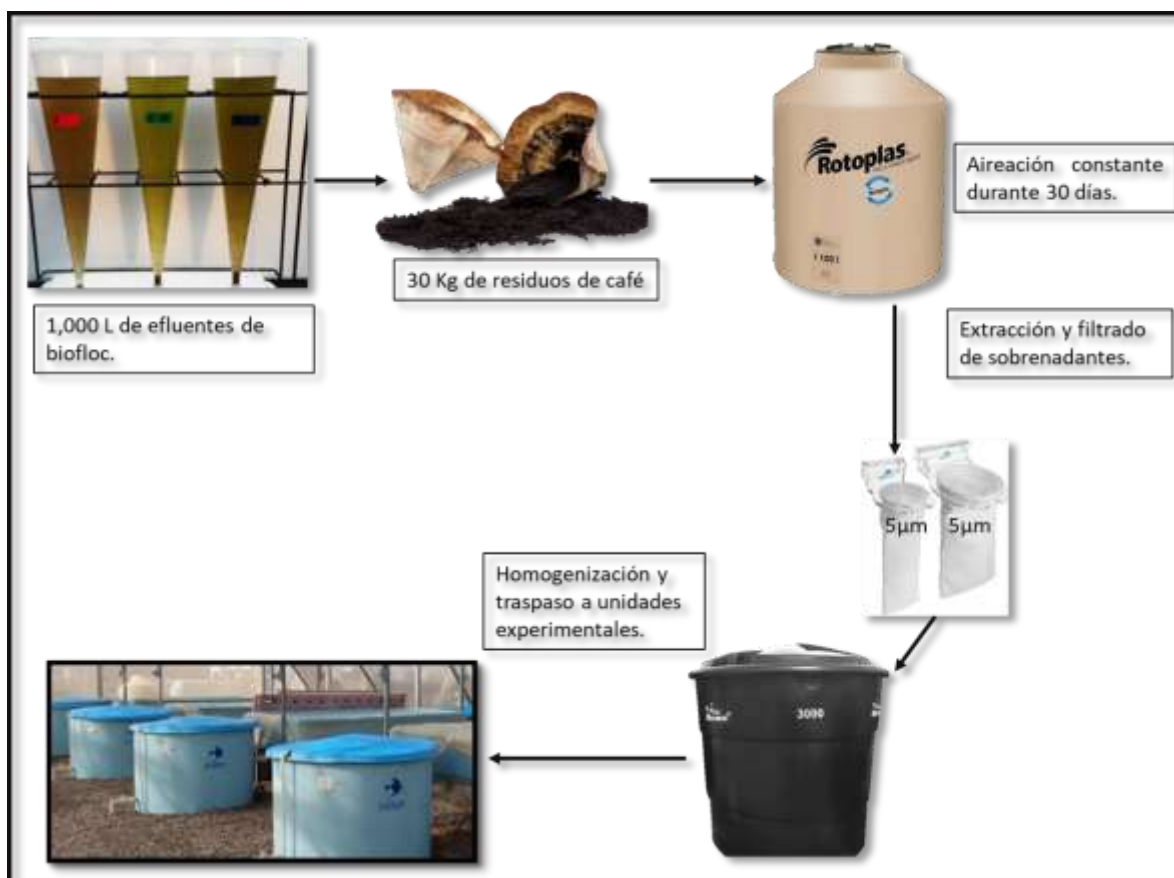 1,000 L de efluentes de
biofloc.
30 Kg de residuos de café
Rotoplas
Aireación constante
durante 30 días.
Extracción y filtrado
de sobrenadantes.
5µm
5µm
Homogenización y
traspaso a unidades
experimentales.
3000